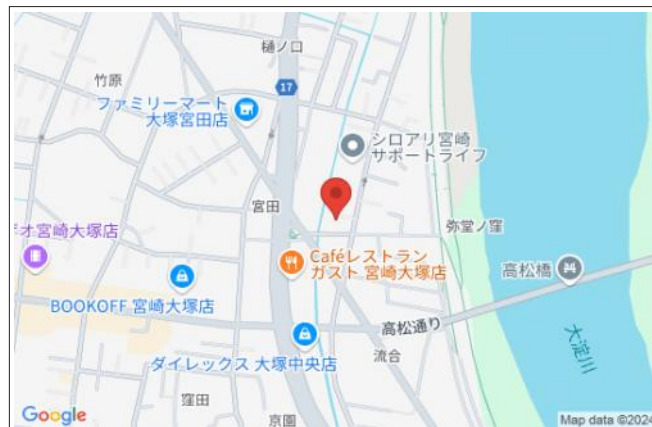 樋ノ口
竹原
17
ファミリーマート
大塚宮田店
シロアリ宮崎
サポートライフ
宮田
弥堂ノ窪
オ宮崎大塚店
Caféレストラン
ガスト 宮崎大塚店
高松橋
BOOKOFF 宮崎大塚店
高松通り
大淀川
ダイレックス 大塚中央店
流合
窪田
京園
Google
Map data ©2024